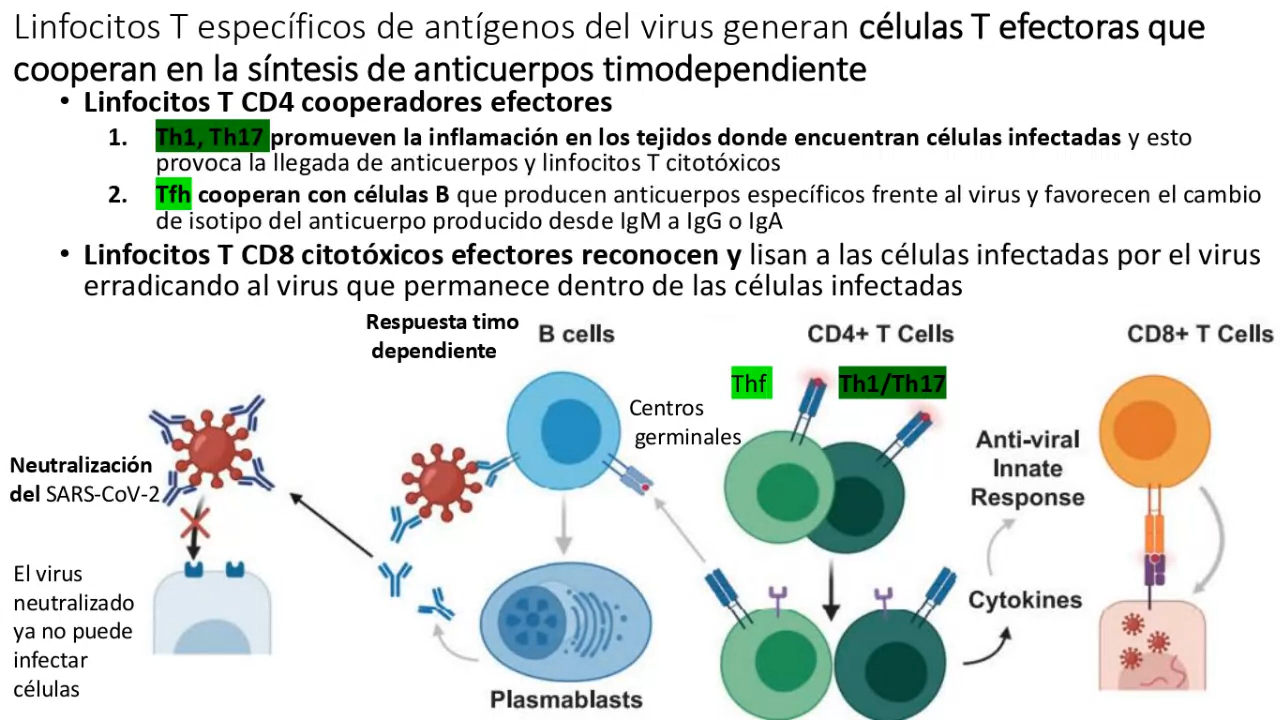 Linfocitos T específicos de antígenos del virus generan células T efectoras que
cooperan en la síntesis de anticuerpos timodependiente
• Linfocitos T CD4 cooperadores efectores
1. Th1, Th17 promueven la inflamación en los tejidos donde encuentran células infectadas y esto
provoca la llegada de anticuerpos y linfocitos T citotóxicos
2. Tfh cooperan con células B que producen anticuerpos específicos frente al virus y favorecen el cambio
de isotipo del anticuerpo producido desde IgM a IgG o IgA
• Linfocitos T CD8 citotóxicos efectores reconocen y lisan a las células infectadas por el virus
erradicando al virus que permanece dentro de las células infectadas
Respuesta timo
dependiente
B cells
CD4+ T Cells
CD8+ T Cells
Thf
Th1/Th17
Centros
germinales
Anti-viral
Innate
Response
Neutralización
del SARS-CoV-2
El virus
neutralizado
ya no puede
infectar
células
Cytokines
Plasmablasts